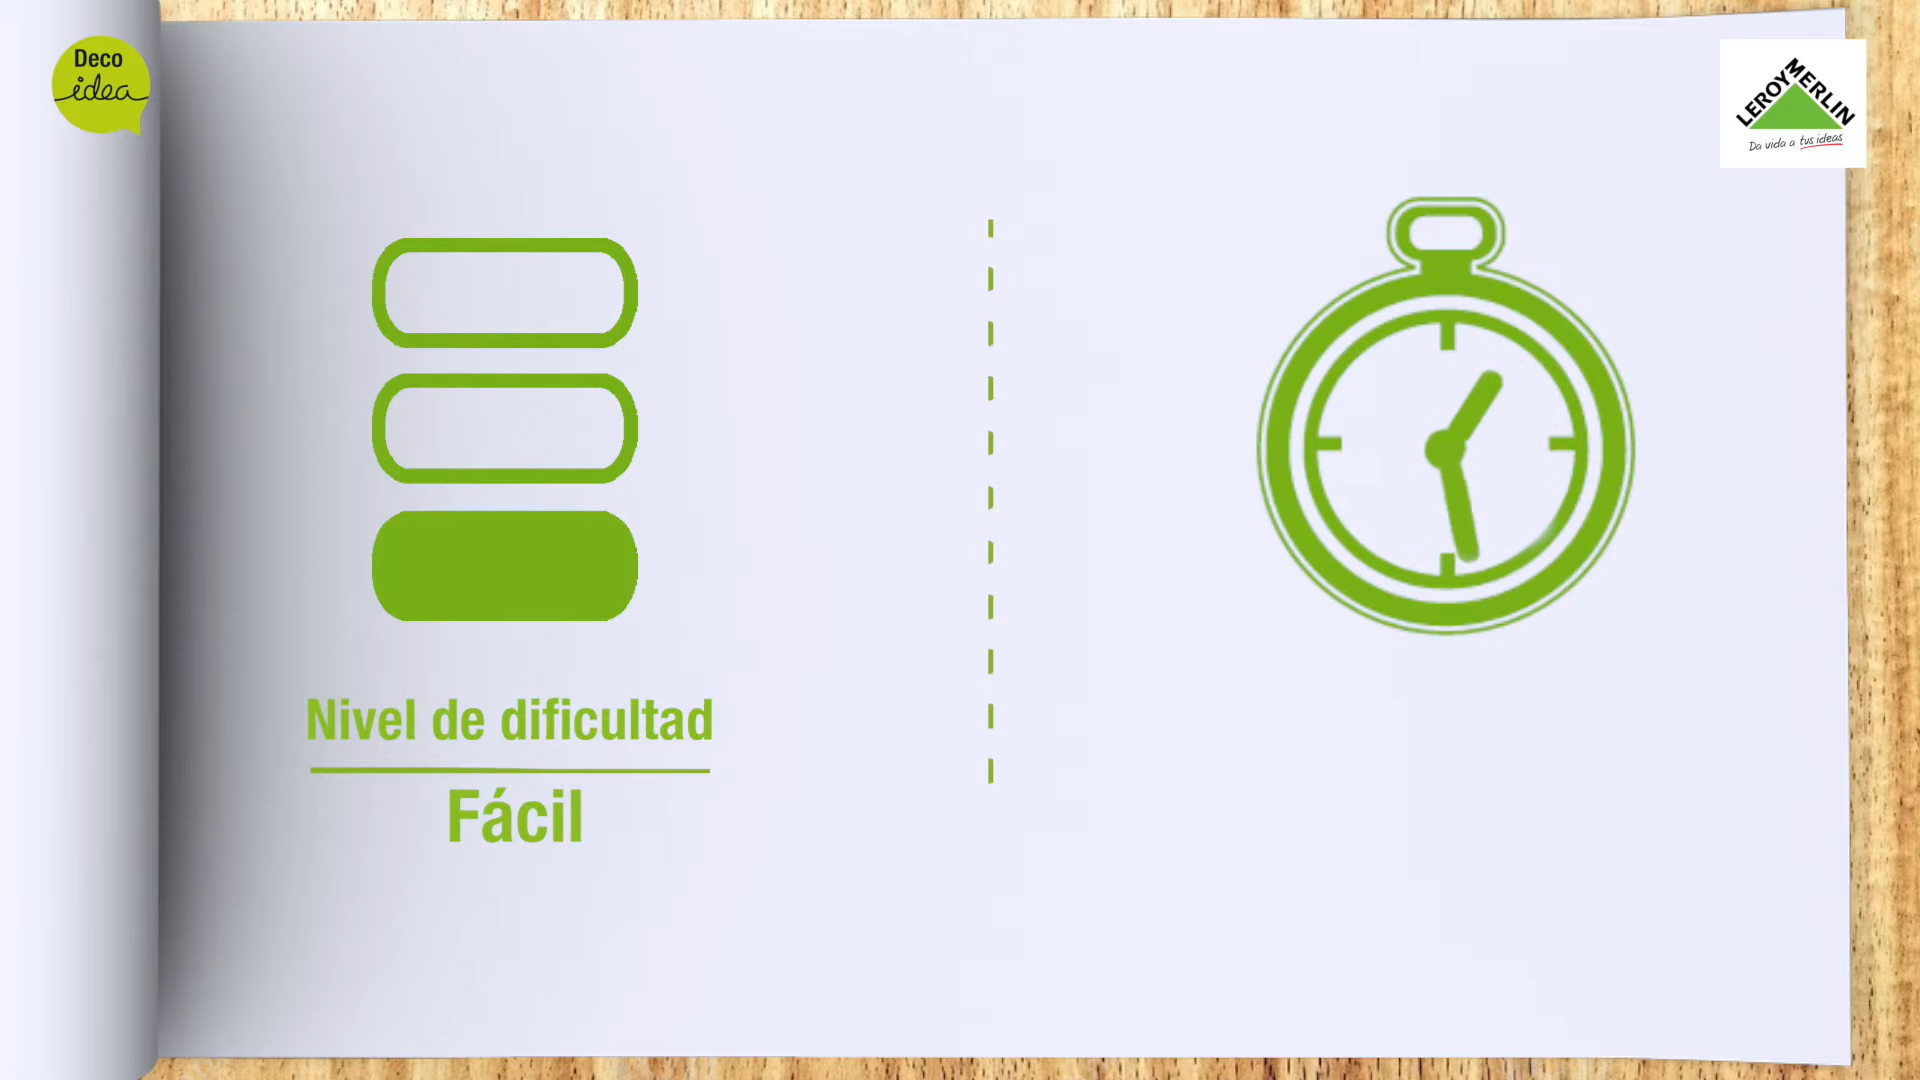 Deco
idea
LEROY MERLIN
Da vida a tus ideas
Nivel de dificultad
Fácil